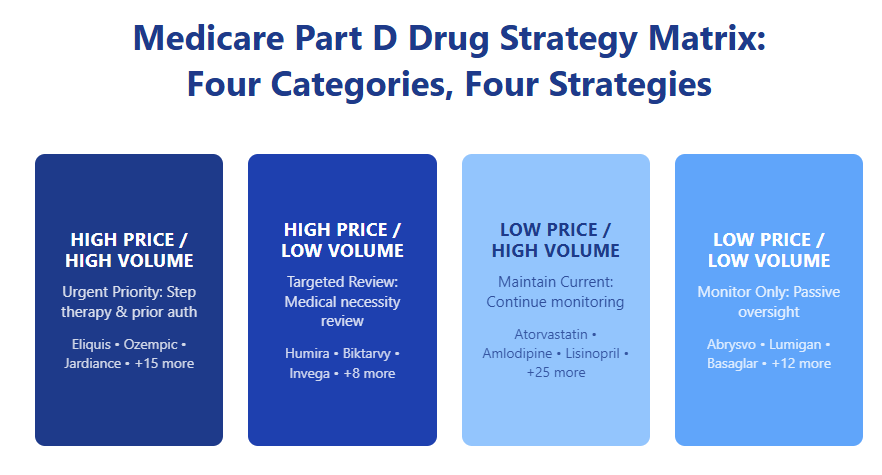 Medicare Part D Drug Strategy Matrix:
Four Categories, Four Strategies
HIGH PRICE /
HIGH VOLUME
Urgent Priority: Step
therapy & prior auth
Eliquis • Ozempic •
Jardiance • +15 more
HIGH PRICE /
LOW VOLUME
Targeted Review:
Medical necessity
review
Humira • Biktarvy •
Invega • +8 more
LOW PRICE /
HIGH VOLUME
Maintain Current:
Continue monitoring
Atorvastatin •
Amlodipine • Lisinopril •
+25 more
LOW PRICE /
LOW VOLUME
Monitor Only: Passive
oversight
Abrysvo • Lumigan •
Basaglar • +12 more